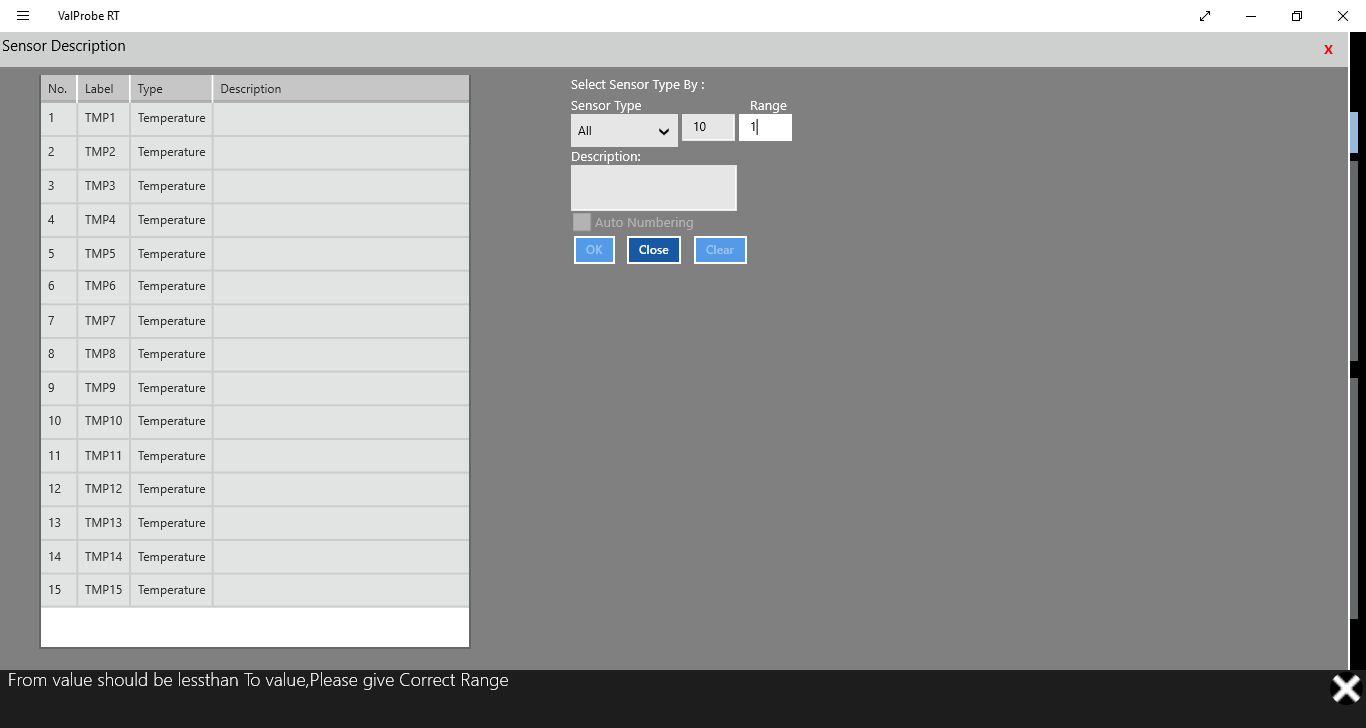 ValProbe RT
Sensor Description
X
No. Label Type Description
1 TMP1 Temperature
2 TMP2 Temperature
3 TMP3 Temperature
4 TMP4 Temperature
5 TMP5 Temperature
6 TMP6 Temperature
7 TMP7 Temperature
8 TMP8 Temperature
9 TMP9 Temperature
10 TMP10 Temperature
11 TMP11 Temperature
12 TMP12 Temperature
13 TMP13 Temperature
14 TMP14 Temperature
15 TMP15 Temperature
Select Sensor Type By :
Sensor Type Range
All 10 1
Description:
Auto Numbering
OK Close Clear
From value should be lessthan To value,Please give Correct Range